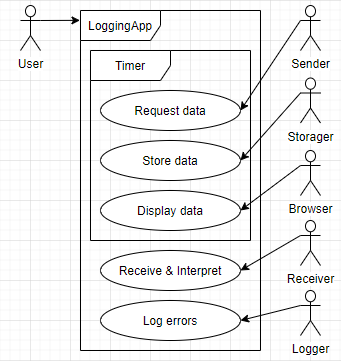 LoggingApp
User
Timer
Sender
Request data
Storager
Store data
Browser
Display data
Receiver
Receive & Interpret
Logger
Log errors